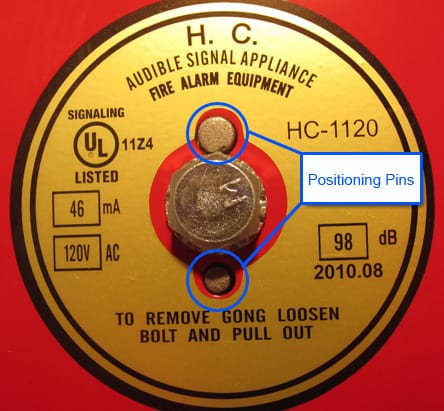 H. C.
AUDIBLE SIGNAL APPLIANCE
FIRE ALARM EQUIPMENT
SIGNALING
UL 11Z4
LISTED
HC-1120
Positioning Pins
46 mA
120V AC
98 dB
2010.08
TO REMOVE GONG LOOSEN
BOLT AND PULL OUT